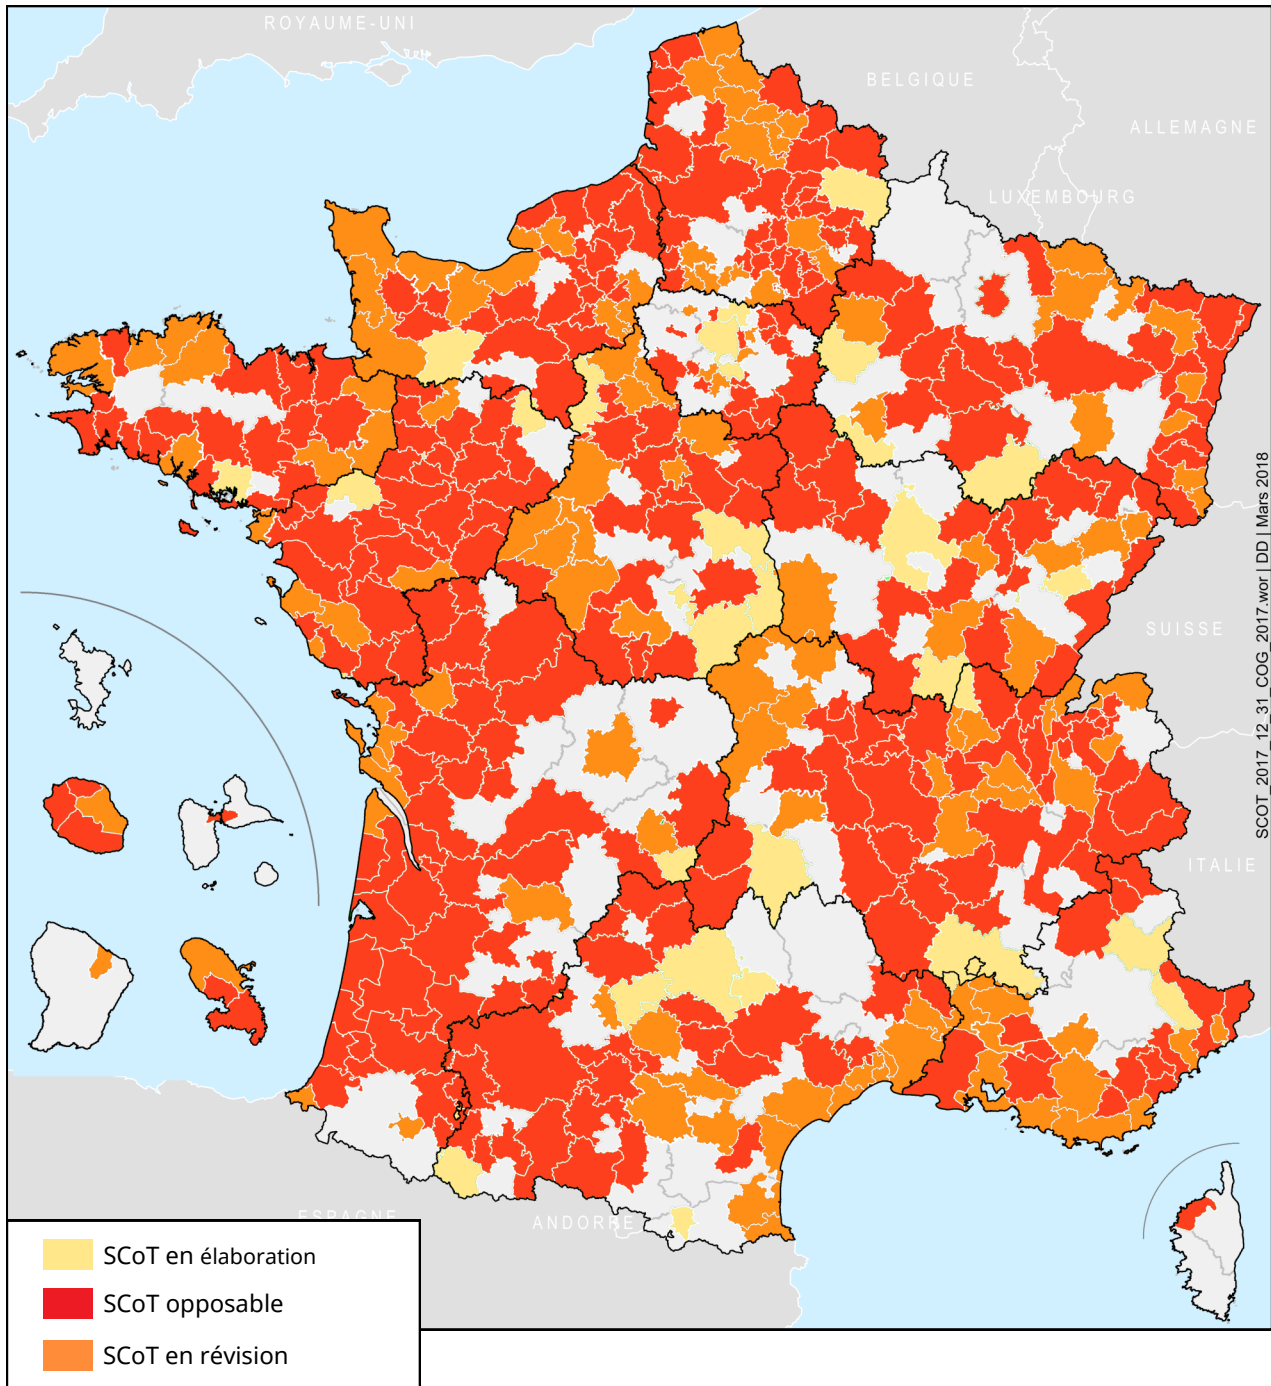 ROYAUME-UNI
BELGIQUE
ALLEMAGNE
LUXEMBOURG
SUISSE
ITALIE
ESPAGNE
ANDORRE
SCOT_2017_12_31_COG_2017.wor | DD | Mars 2018
SCoT en élaboration
SCoT opposable
SCoT en révision